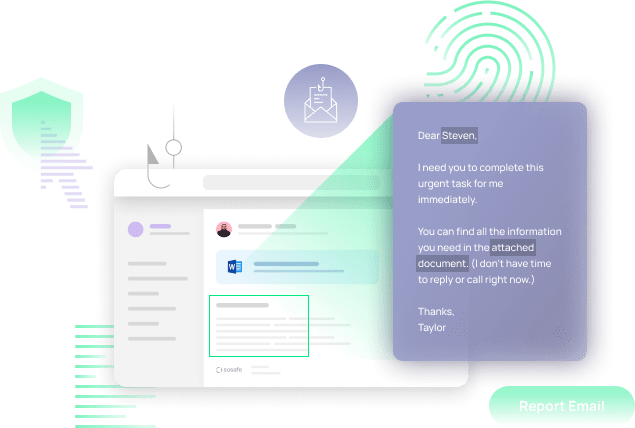 Dear Steven,
I need you to complete this
urgent task for me
immediately.
You can find all the information
you need in the attached
document. (I don't have time
to reply or call right now.)
Thanks,
Taylor
W
sosafe
Report Email